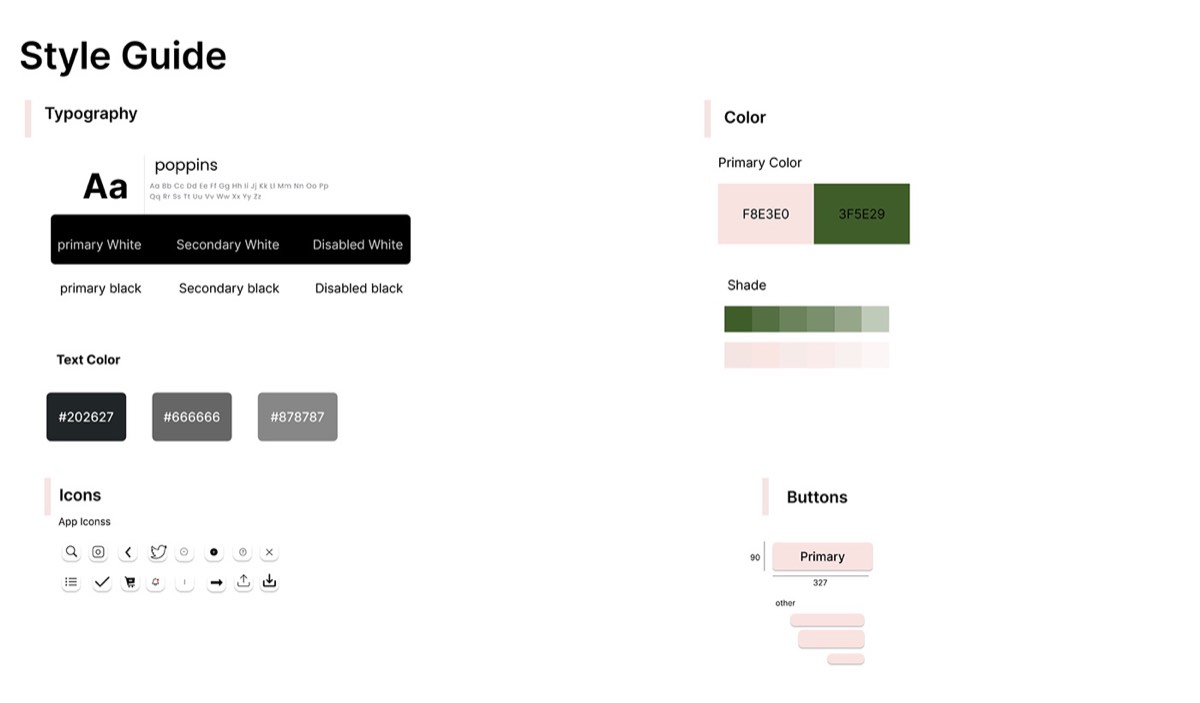 Style Guide
Typography
Aa
poppins
Aa Bb Cc Dd Ee Ff Gg Hh Ii Jj Kk Ll Mm Nn Oo Pp
Qq Rr Ss Tt Uu Vv Ww Xx Yy Zz
primary White Secondary White Disabled White
primary black Secondary black Disabled black
Text Color
#202627 #666666 #878787
Icons
App Iconss
Color
Primary Color
F8E3E0 3F5E29
Shade
Buttons
90
Primary
327
other